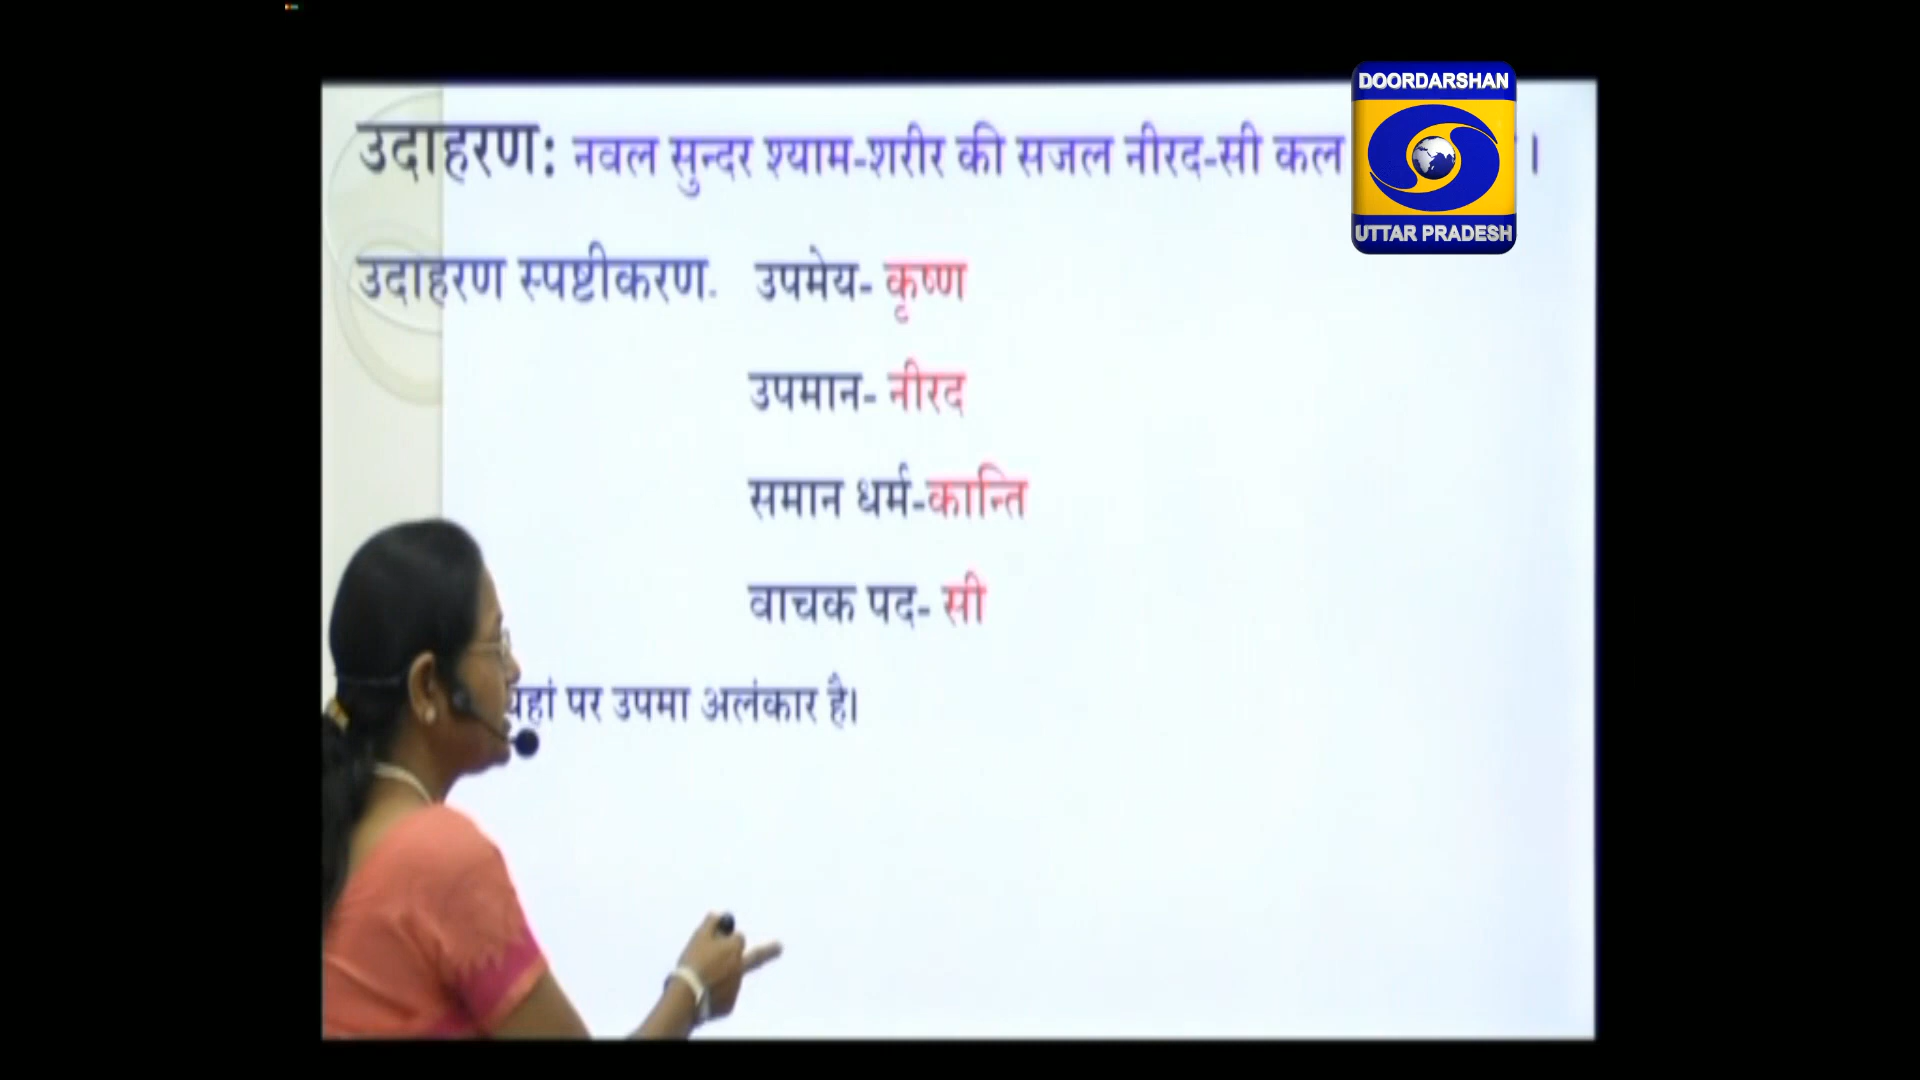 DOORDARSHAN
उदाहरण: नवल सुन्दर श्याम-शरीर की सजल नीरद-सी कल ।
UTTAR PRADESH
उदाहरण स्पष्टीकरण. उपमेय- कृष्ण
उपमान- नीरद
समान धर्म-कान्ति
वाचक पद- सी
यहां पर उपमा अलंकार है।